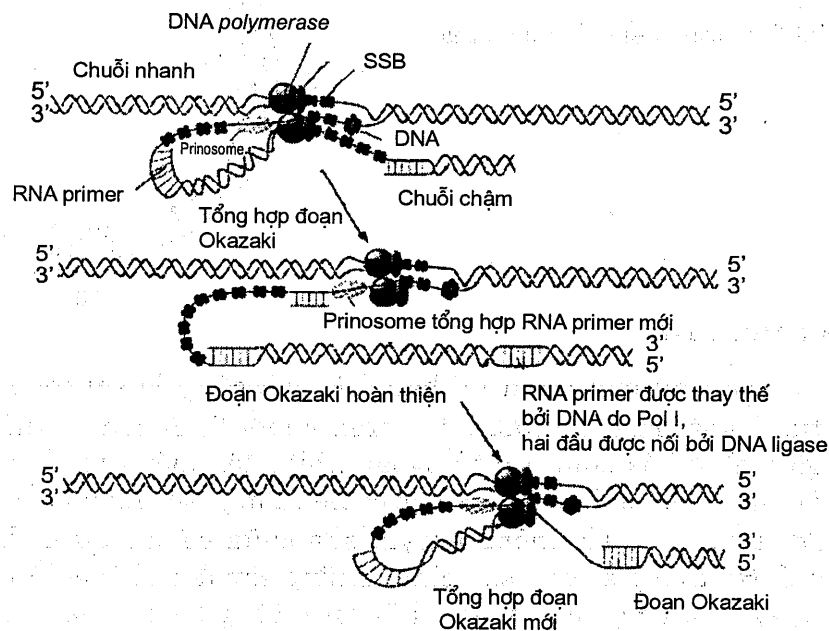 DNA polymerase
Chuỗi nhanh
SSB
5'
3'
5'
3'
Prinosome
DNA
RNA primer
Chuỗi chậm
Tổng hợp đoạn
Okazaki
5'
3'
5'
3'
Prinosome tổng hợp RNA primer mới
3'
5'
Đoạn Okazaki hoàn thiện
RNA primer được thay thế
bởi DNA do Pol I,
hai đầu được nối bởi DNA ligase
5'
3'
5'
3'
3'
5'
Tổng hợp đoạn
Okazaki mới
Đoạn Okazaki